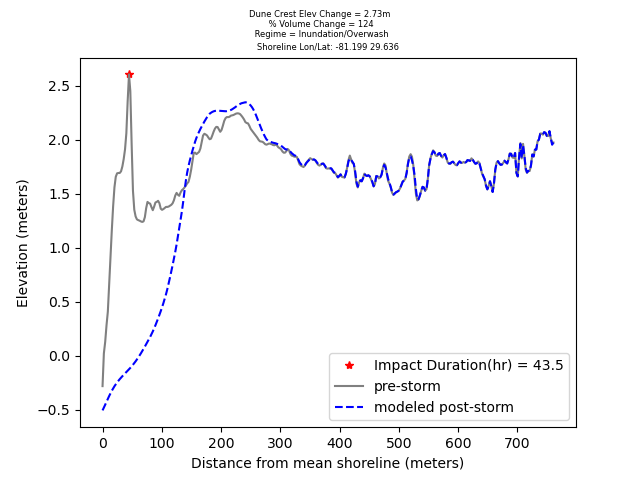 Dune Crest Elev Change = 2.73m
% Volume Change = 124
Regime = Inundation/Overwash
Shoreline Lon/Lat: -81.199 29.636
2.5
2.0
1.5
1.0
0.5
0.0
−0.5
Elevation (meters)
Impact Duration(hr) = 43.5
pre-storm
modeled post-storm
0 100 200 300 400 500 600 700
Distance from mean shoreline (meters)